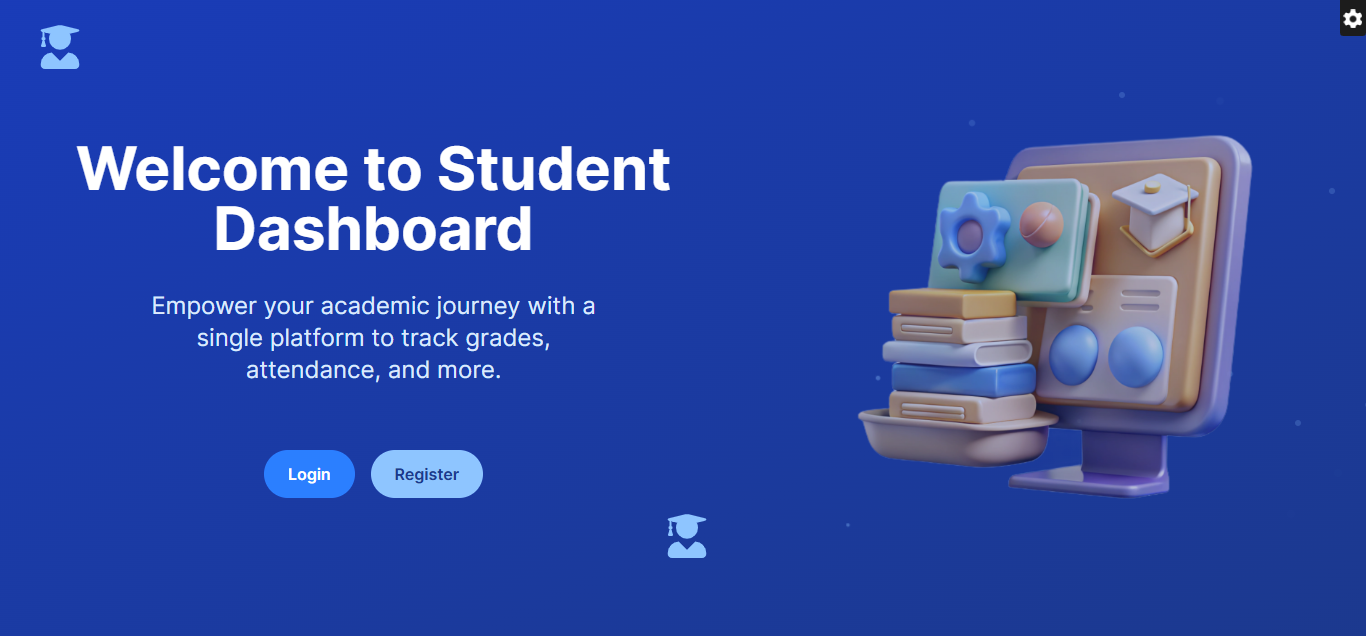 Welcome to Student
Dashboard
Empower your academic journey with a
single platform to track grades,
attendance, and more.
Login
Register